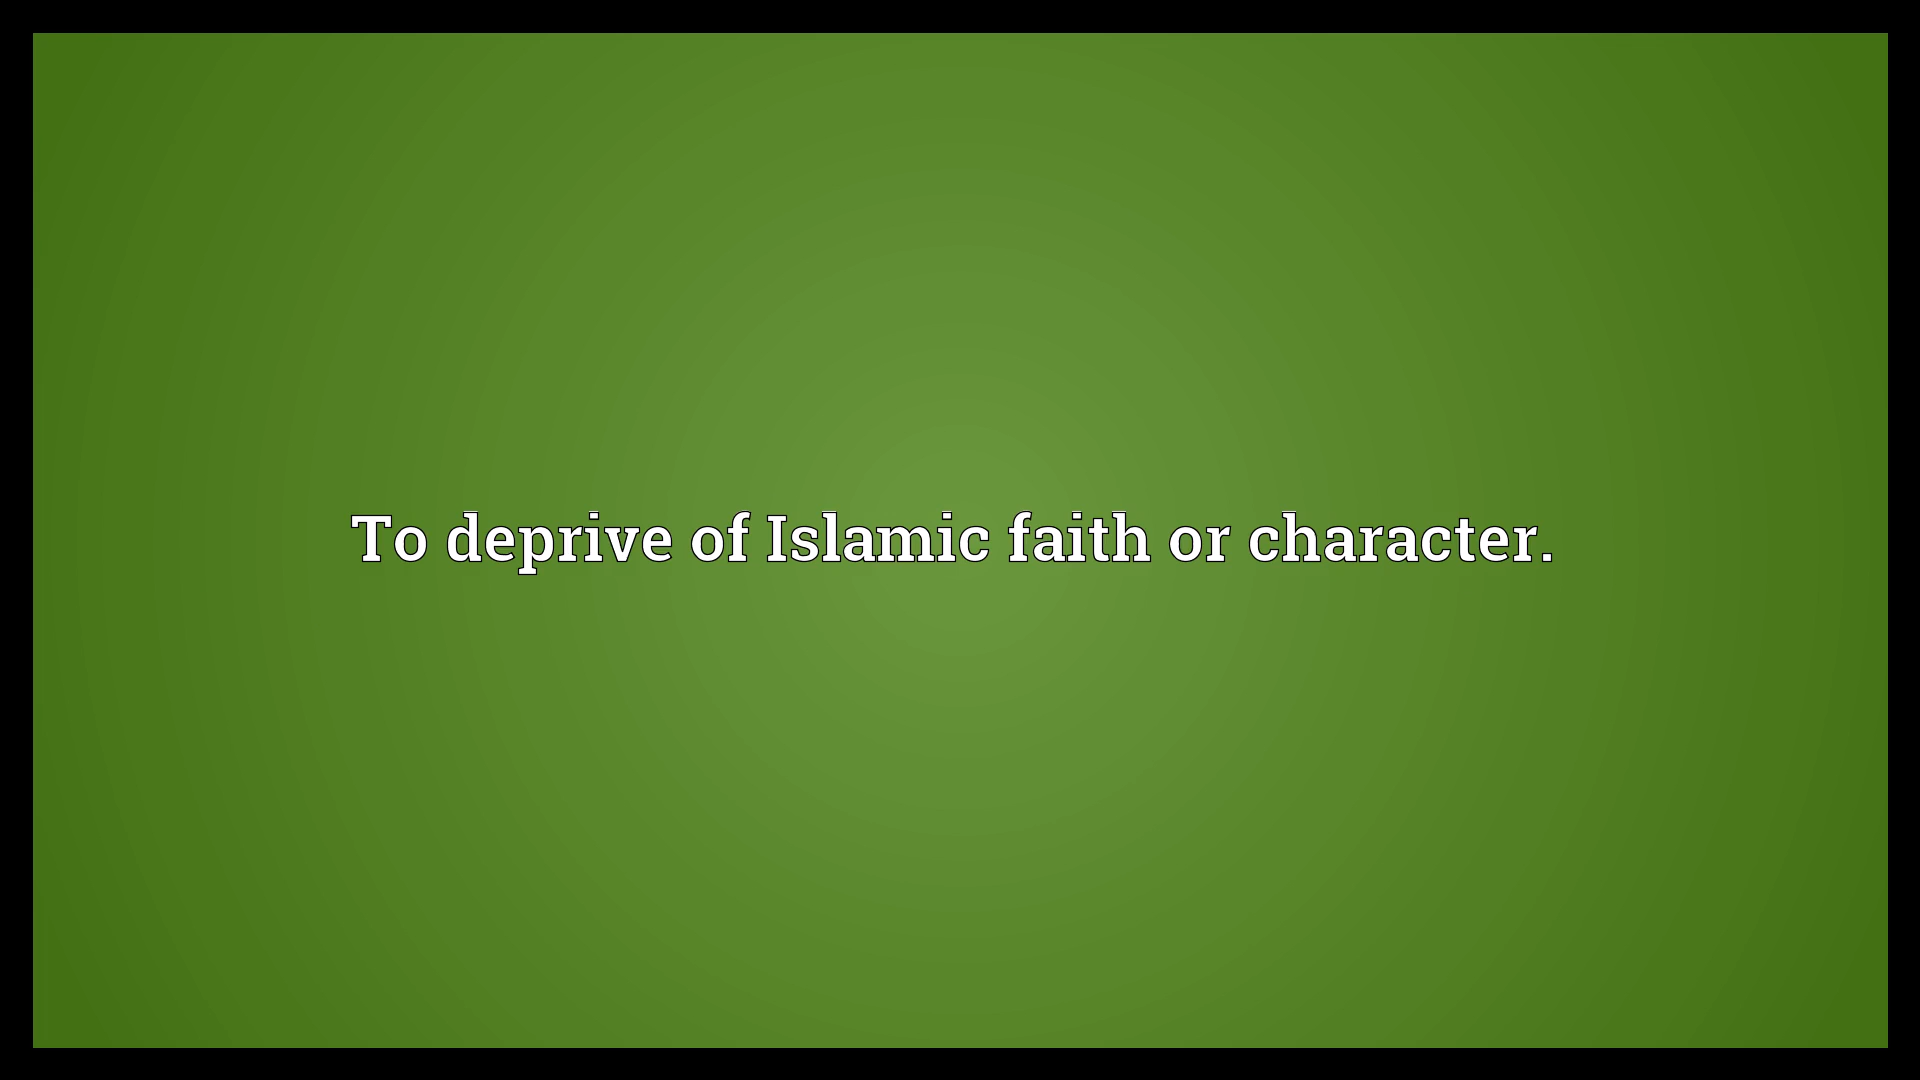 To deprive of Islamic faith or character.